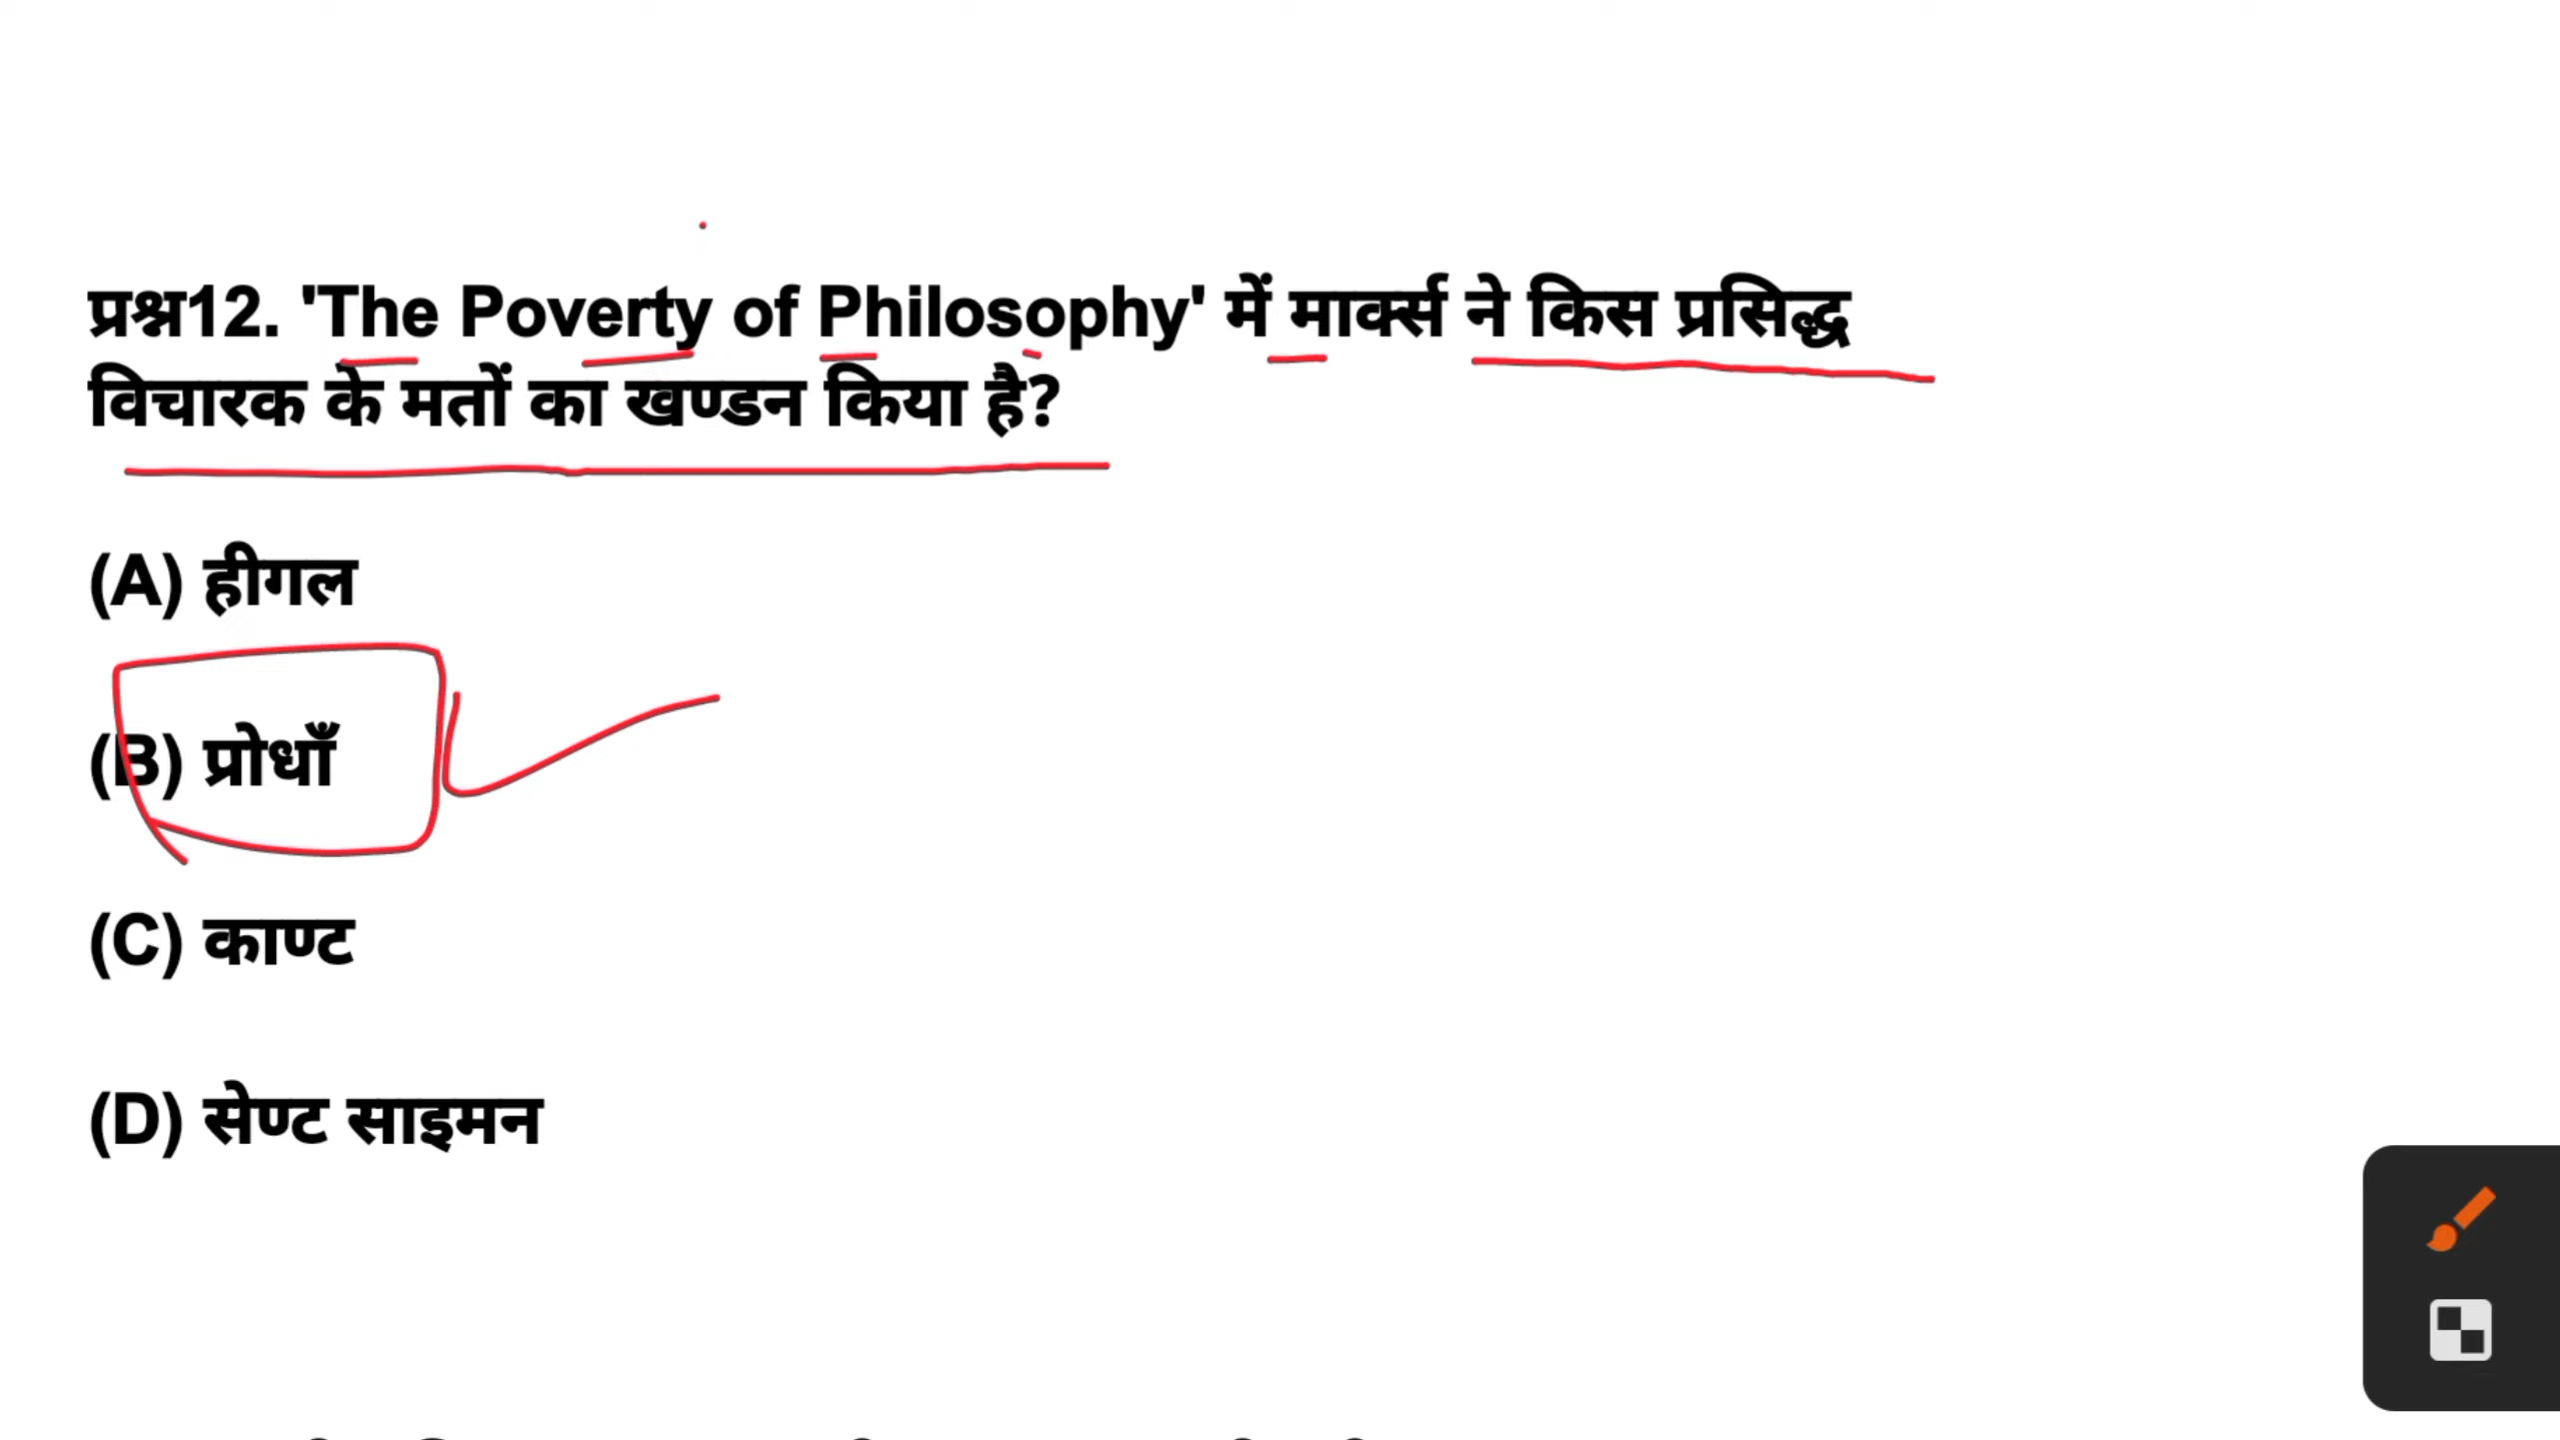 प्रश्न12. 'The Poverty of Philosophy' में मार्क्स ने किस प्रसिद्ध
विचारक के मतों का खण्डन किया है?
(A) हीगल
(B) प्रोधाँ
(C) काण्ट
(D) सेण्ट साइमन